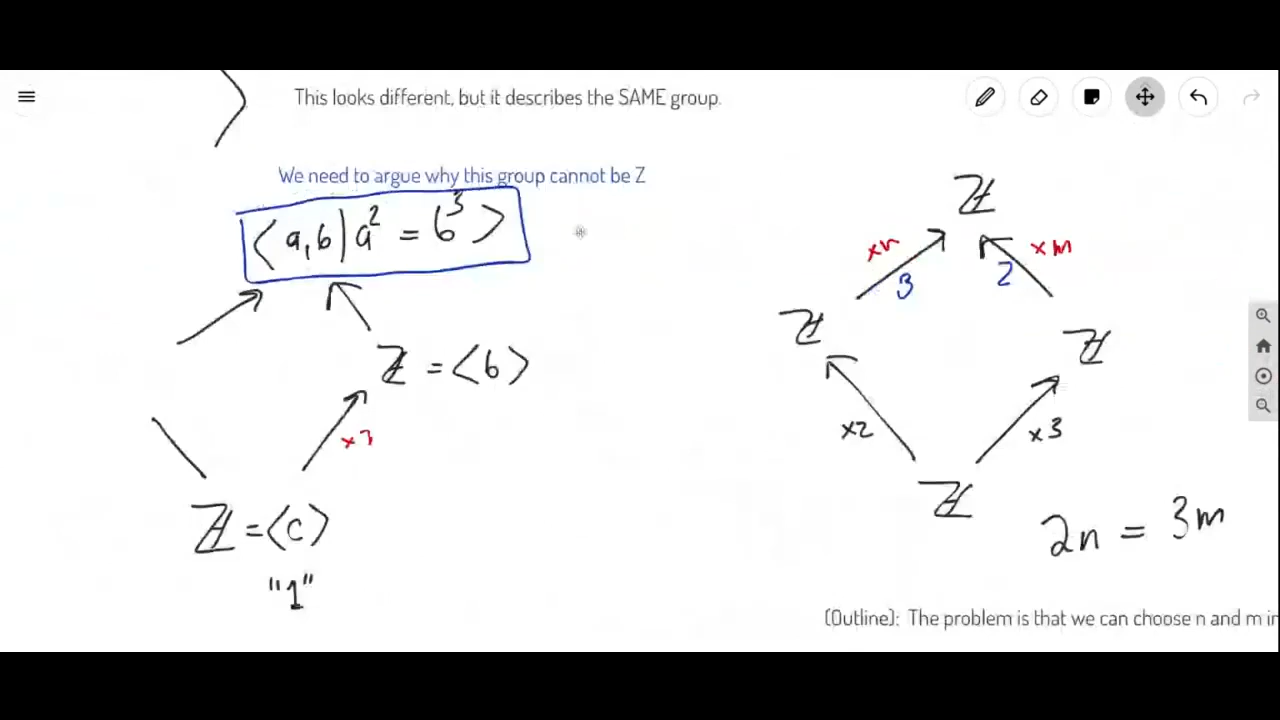 This looks different, but it describes the SAME group.
We need to argue why this group cannot be Z
⟨a,b | a² = b³⟩
ℤ = ⟨b⟩
×3
ℤ = ⟨c⟩
"1"
ℤ
×n
×m
3
2
ℤ
ℤ
×2
×3
ℤ
2n = 3m
(Outline): The problem is that we can choose n and m in